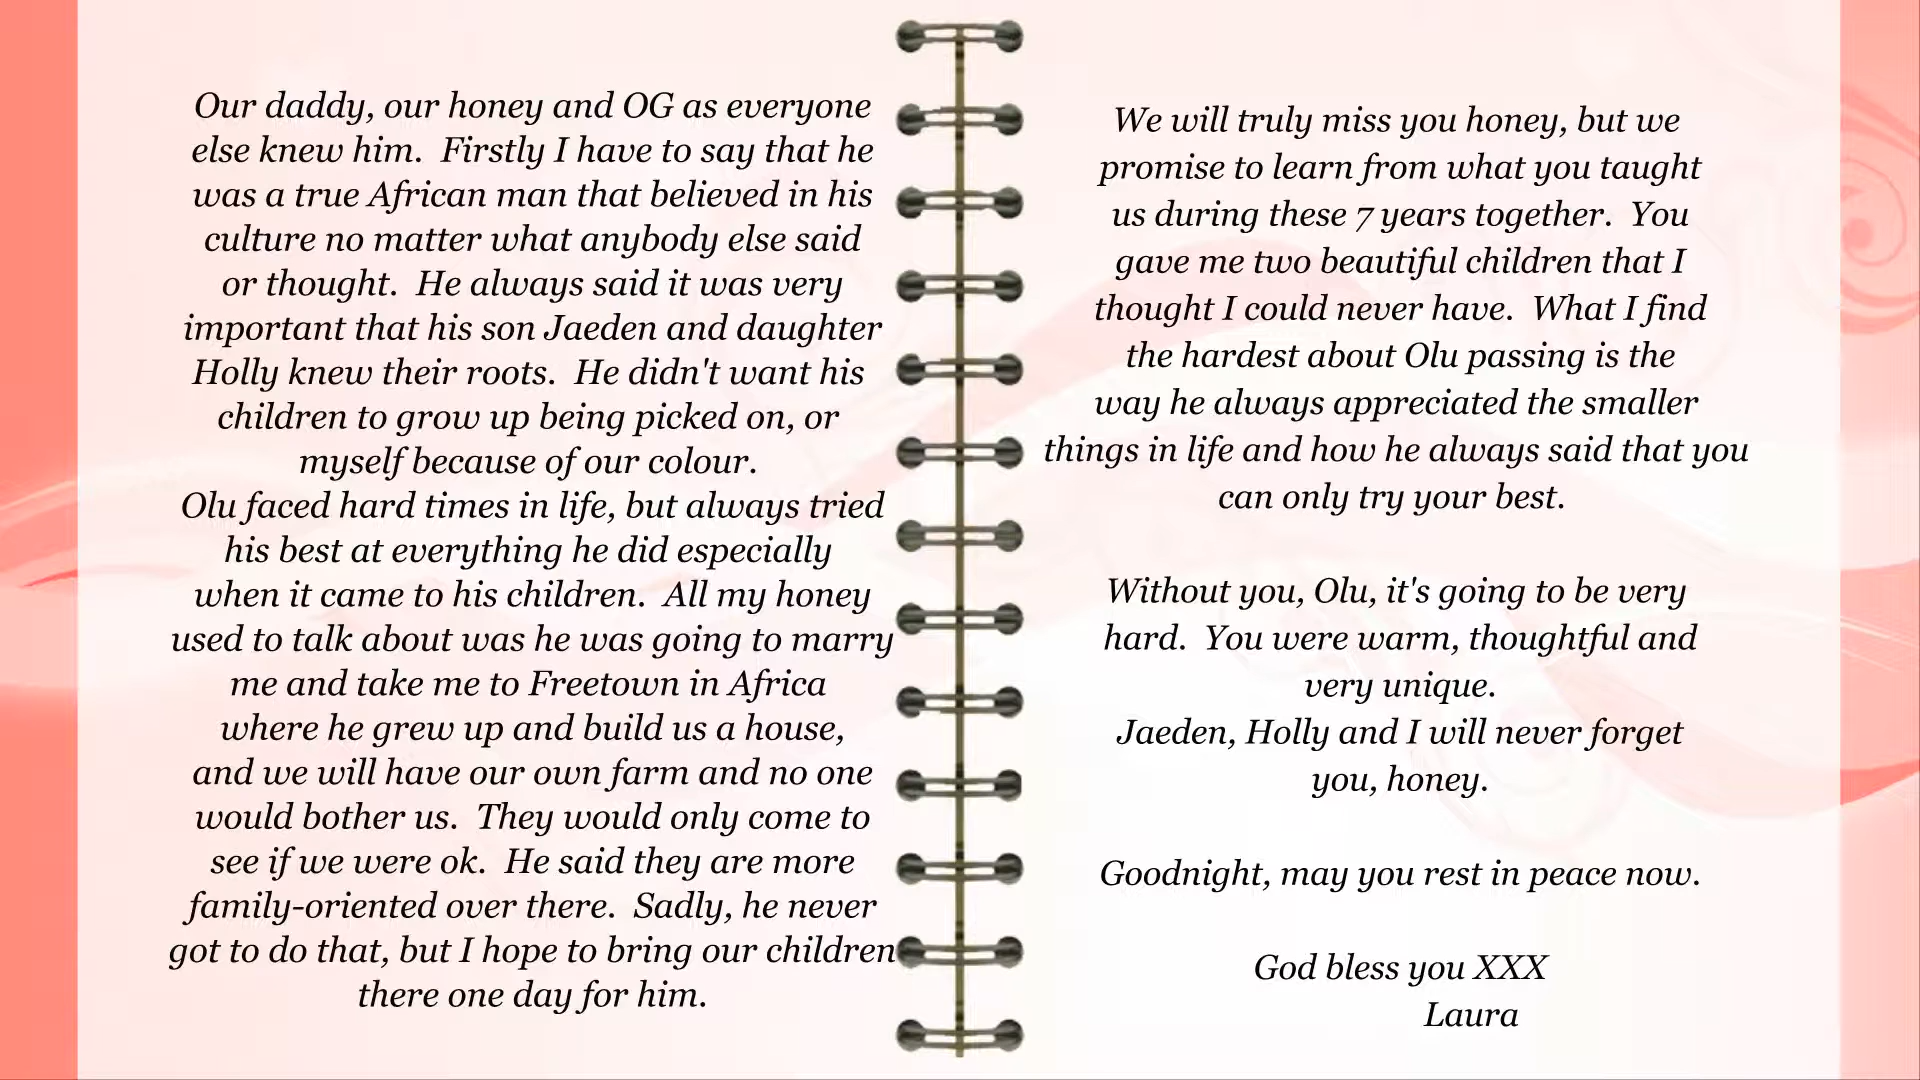 Our daddy, our honey and OG as everyone
else knew him.  Firstly I have to say that he
was a true African man that believed in his
culture no matter what anybody else said
or thought.  He always said it was very
important that his son Jaeden and daughter
Holly knew their roots.  He didn't want his
children to grow up being picked on, or
myself because of our colour.
Olu faced hard times in life, but always tried
his best at everything he did especially
when it came to his children.  All my honey
used to talk about was he was going to marry
me and take me to Freetown in Africa
where he grew up and build us a house,
and we will have our own farm and no one
would bother us.  They would only come to
see if we were ok.  He said they are more
family-oriented over there.  Sadly, he never
got to do that, but I hope to bring our children
there one day for him.
We will truly miss you honey, but we
promise to learn from what you taught
us during these 7 years together.  You
gave me two beautiful children that I
thought I could never have.  What I find
the hardest about Olu passing is the
way he always appreciated the smaller
things in life and how he always said that you
can only try your best.
Without you, Olu, it's going to be very
hard.  You were warm, thoughtful and
very unique.
Jaeden, Holly and I will never forget
you, honey.
Goodnight, may you rest in peace now.
God bless you XXX
Laura